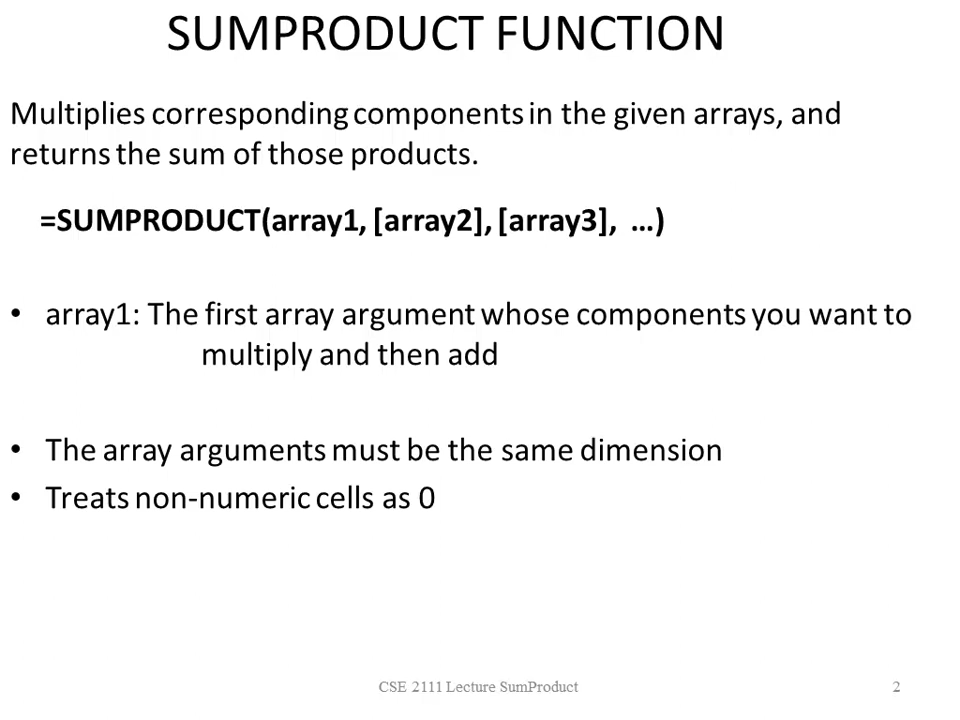 SUMPRODUCT FUNCTION
Multiplies corresponding components in the given arrays, and
returns the sum of those products.
=SUMPRODUCT(array1, [array2], [array3], …)
• array1: The first array argument whose components you want to
multiply and then add
• The array arguments must be the same dimension
• Treats non-numeric cells as 0
CSE 2111 Lecture SumProduct
2